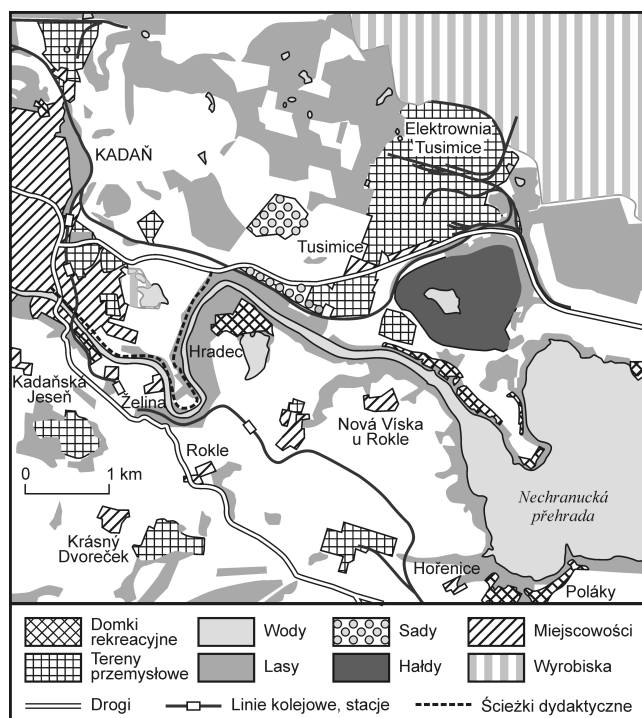 KADAŇ
Elektrownia
Tusimice
Tusimice
Hradec
Kadaňska
Jeseň
Želina
Nová Víska
u Rokle
Rokle
0 1 km
Nechranucká
přehrada
Krásný
Dvoreček
Hořenice
Poláky
Domki
rekreacyjne
Wody
Sady
Miejscowości
Tereny
przemysłowe
Lasy
Hałdy
Wyrobiska
Drogi
Linie kolejowe, stacje
Ścieżki dydaktyczne